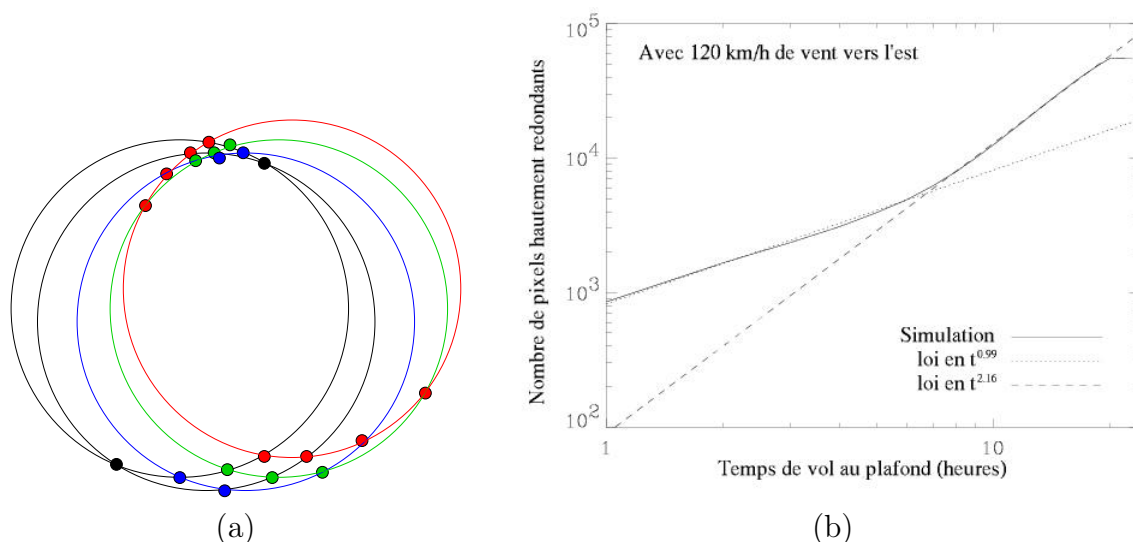 Avec 120 km/h de vent vers l'est
Nombre de pixels hautement redondants
10^5
10^4
10^3
10^2
Simulation
loi en t^0.99
loi en t^2.16
1
10
Temps de vol au plafond (heures)
(a)
(b)